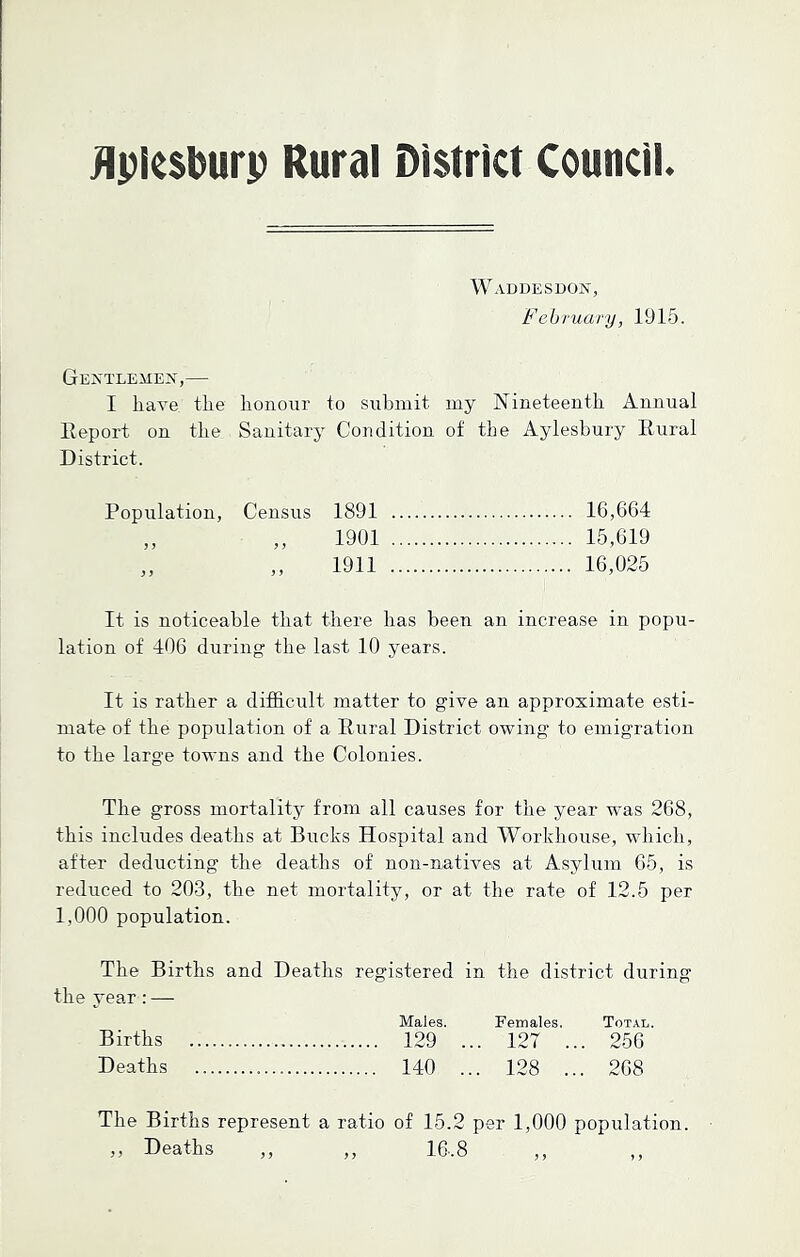 Aylesbury Rural District Council.
WADDESDON,
February, 1915.
GENTLEMEN,—
I have the honour to submit my Nineteenth Annual
Report on the Sanitary Condition of the Aylesbury Rural
District.
Population, Census 1891 .......................... 16,664
,, ,, 1901 .......................... 15,619
,, ,, 1911 .......................... 16,025
It is noticeable that there has been an increase in popu-
lation of 406 during the last 10 years.
It is rather a difficult matter to give an approximate esti-
mate of the population of a Rural District owing to emigration
to the large towns and the Colonies.
The gross mortality from all causes for the year was 268,
this includes deaths at Bucks Hospital and Workhouse, which,
after deducting the deaths of non-natives at Asylum 65, is
reduced to 203, the net mortality, or at the rate of 12.5 per
1,000 population.
The Births and Deaths registered in the district during
the year :—
Males. Females. TOTAL.
Births .......................... 129 ... 127 ... 256
Deaths .......................... 140 ... 128 ... 268
The Births represent a ratio of 15.2 per 1,000 population.
,, Deaths ,, ,, 16.8 ,, ,,